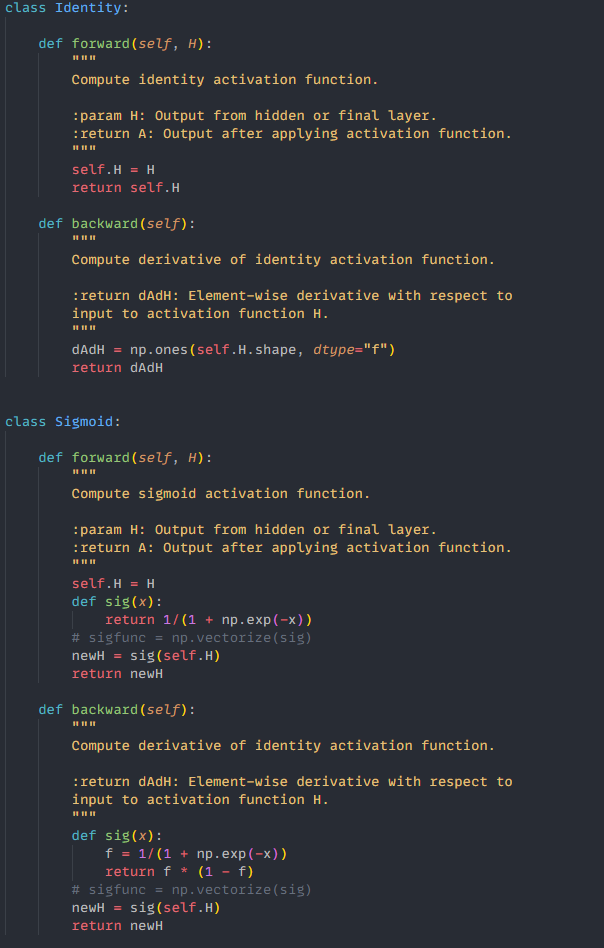 class Identity:
def forward(self, H):
"""
Compute identity activation function.
:param H: Output from hidden or final layer.
:return A: Output after applying activation function.
"""
self.H = H
return self.H
def backward(self):
"""
Compute derivative of identity activation function.
:return dAdH: Element-wise derivative with respect to
input to activation function H.
"""
dAdH = np.ones(self.H.shape, dtype="f")
return dAdH
class Sigmoid:
def forward(self, H):
"""
Compute sigmoid activation function.
:param H: Output from hidden or final layer.
:return A: Output after applying activation function.
"""
self.H = H
def sig(x):
return 1/(1 + np.exp(-x))
# sigfunc = np.vectorize(sig)
newH = sig(self.H)
return newH
def backward(self):
"""
Compute derivative of identity activation function.
:return dAdH: Element-wise derivative with respect to
input to activation function H.
"""
def sig(x):
f = 1/(1 + np.exp(-x))
return f * (1 - f)
# sigfunc = np.vectorize(sig)
newH = sig(self.H)
return newH